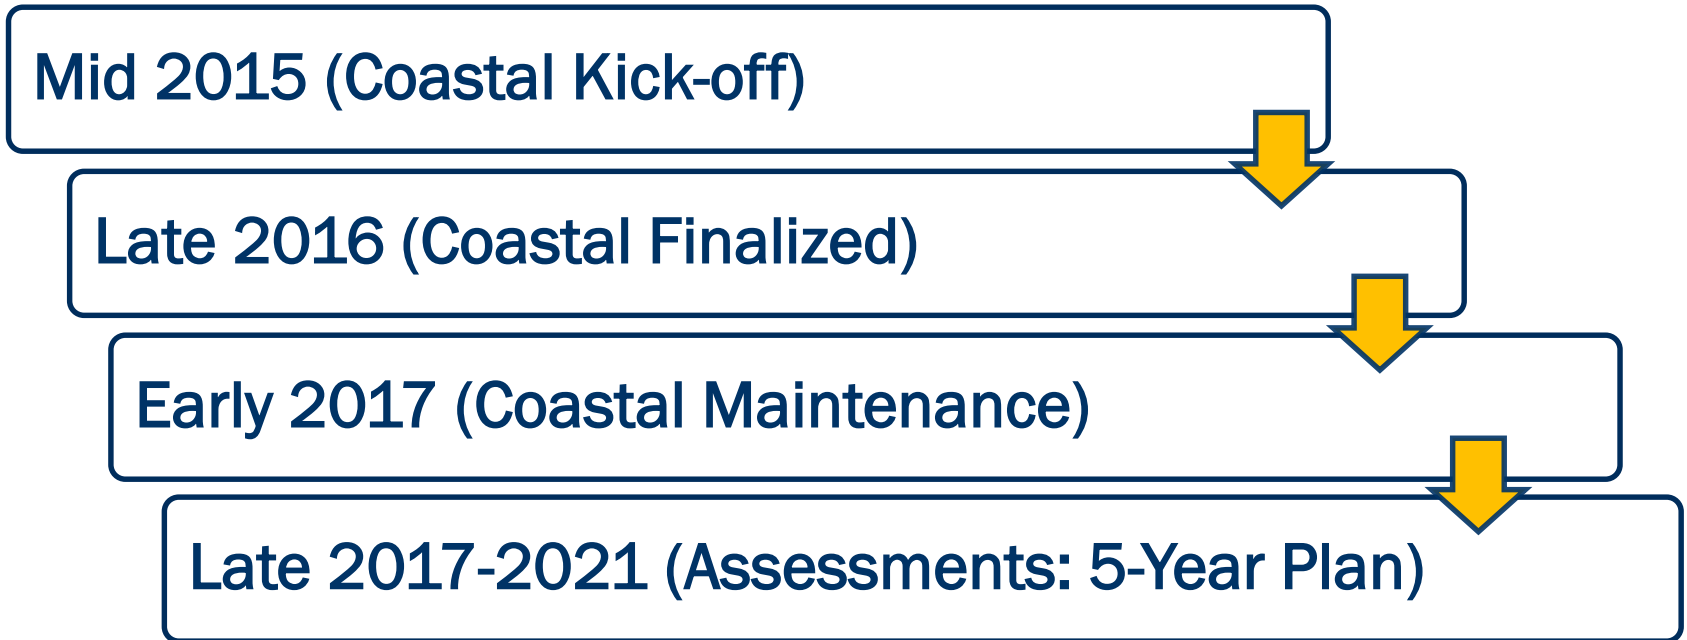 Mid 2015 (Coastal Kick-off)
Late 2016 (Coastal Finalized)
Early 2017 (Coastal Maintenance)
Late 2017-2021 (Assessments: 5-Year Plan)